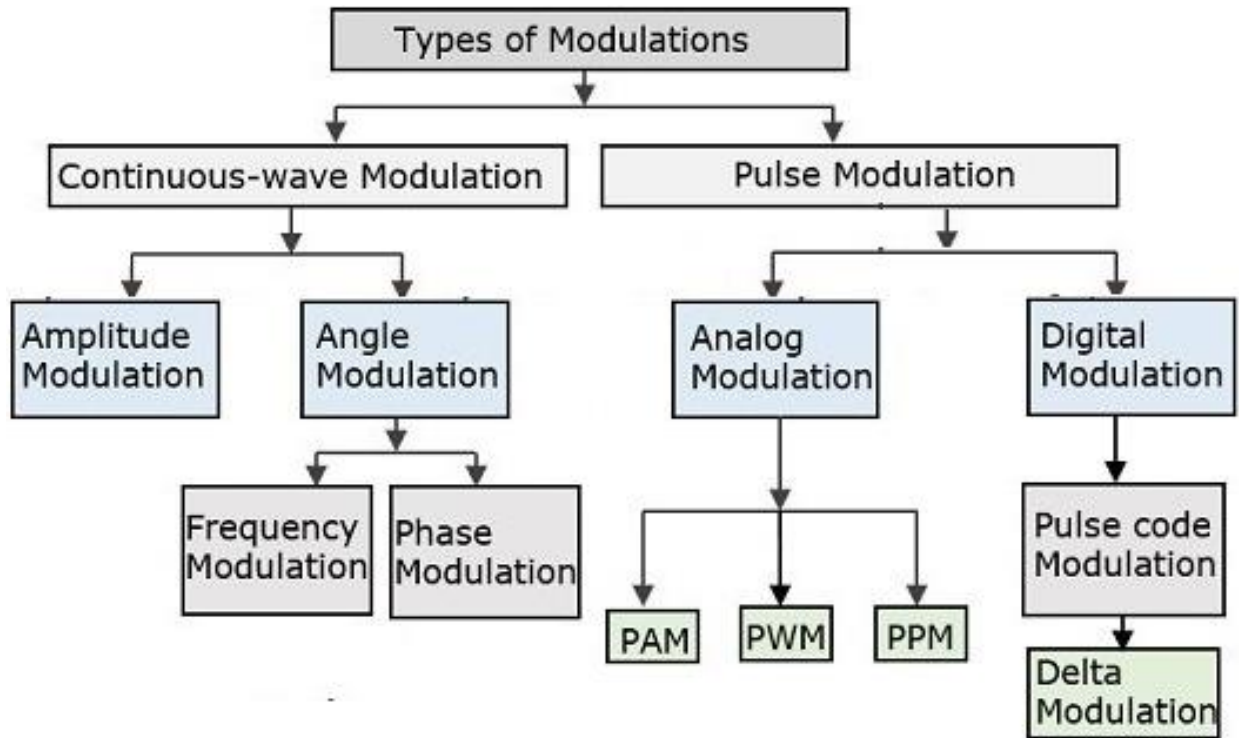 Types of Modulations
Continuous-wave Modulation
Pulse Modulation
Amplitude
Modulation
Angle
Modulation
Analog
Modulation
Digital
Modulation
Frequency
Modulation
Phase
Modulation
Pulse code
Modulation
PAM
PWM
PPM
Delta
Modulation